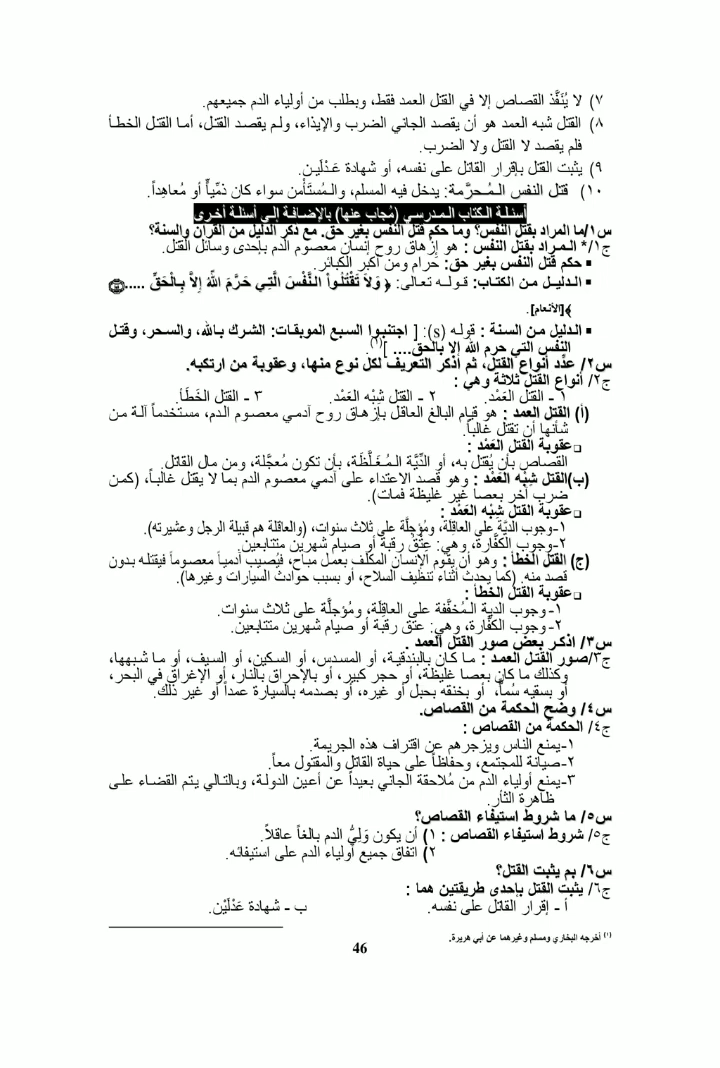 ٧) لا يُنَفَّذ القصاص إلا في القتل العمد فقط، وبطلب من أولياء الدم جميعهم.
٨) القتل شبه العمد هو أن يقصد الجاني الضرب والإيذاء، ولم يقصد القتل، أما القتل الخطأ
فلم يقصد لا القتل ولا الضرب.
٩) يثبت القتل بإقرار القاتل على نفسه، أو شهادة عَدْلَين.
١٠) قتل النفس المُحرَّمة: يدخل فيه المسلم، والمُستَأْمن سواء كان ذمِّياً أو مُعاهِداً.
أسئلة الكتاب المدرسي (مُجاب عنها) بالإضافة إلى أسئلة أخرى
س١/ما المراد بقتل النفس؟ وما حكم قتل النفس بغير حق. مع ذكر الدليل من القرآن والسنة؟
ج١/* المراد بقتل النفس : هو إزهاق روح إنسان معصوم الدم بإحدى وسائل القتل.
▪ حكم قتل النفس بغير حق: حرام ومن أكبر الكبائر.
▪ الدليل من الكتاب: قوله تعالى: ﴿ وَلاَ تَقْتُلُواْ النَّفْسَ الَّتِي حَرَّمَ اللّهُ إِلاَّ بِالْحَقِّ .....
﴾[الأنعام].
▪ الدليل من السنة : قوله (s): [ اجتنبوا السبع الموبقات: الشرك بالله، والسحر، وقتل
النفس التي حرم الله إلا بالحق.... ](١).
س٢/ عدِّد أنواع القتل، ثم اذكر التعريف لكل نوع منها، وعقوبة من ارتكبه.
ج٢/ أنواع القتل ثلاثة وهي :
١ - القتل العَمْد. ٢ - القتل شِبْه العَمْد. ٣ - القتل الخَطَأ.
(أ) القتل العمد : هو قيام البالغ العاقل بإزهاق روح آدمي معصوم الدم، مستخدماً آلة من
شأنها أن تقتل غالباً.
❑ عقوبة القتل العَمْد :
القصاص بأن يُقتل به، أو الدِّيَّة المُغَلَّظَة، بأن تكون مُعجَّلة، ومن مال القاتل.
(ب)القتل شِبْه العَمْد : وهو قصد الاعتداء على آدمي معصوم الدم بما لا يقتل غالباً، (كمن
ضرب آخر بعصا غير غليظة فمات).
❑ عقوبة القتل شِبْه العَمْد :
١-وجوب الديَّة على العاقِلَة، ومُؤجلَّة على ثلاث سنوات، (والعاقلة هم قبيلة الرجل وعشيرته).
٢-وجوب الكَفَّارة، وهي: عِتْقُ رقبة أو صيام شهرين متتابعين.
(ج) القتل الخطأ : وهو أن يقوم الإنسان المكلف بعمل مباح، فيُصيب آدمياً معصوماً فيقتله بدون
قصد منه. (كما يحدث أثناء تنظيف السلاح، أو بسبب حوادث السيارات وغيرها).
❑ عقوبة القتل الخطأ :
١-وجوب الدية المُخفَّفة على العاقِلَة، ومُؤجلَّة على ثلاث سنوات.
٢-وجوب الكفَّارة، وهي: عتق رقبة أو صيام شهرين متتابعين.
س٣/ اذكر بعض صور القتل العمد .
ج٣/صور القتل العمد : ما كان بالبندقية، أو المسدس، أو السكين، أو السيف، أو ما شبهها،
وكذلك ما كان بعصا غليظة، أو حجر كبير، أو بالإحراق بالنار، أو الإغراق في البحر،
أو بسقيه سُماً، أو بخنقه بحبل أو غيره، أو بصدمه بالسيارة عمداً أو غير ذلك.
س٤/ وضح الحكمة من القصاص.
ج٤/ الحكمة من القصاص :
١-يمنع الناس ويزجرهم عن اقتراف هذه الجريمة.
٢-صيانة للمجتمع، وحفاظاً على حياة القاتل والمقتول معاً.
٣-يمنع أولياء الدم من مُلاحقة الجاني بعيداً عن أعين الدولة، وبالتالي يتم القضاء على
ظاهرة الثأر.
س٥/ ما شروط استيفاء القصاص؟
ج٥/ شروط استيفاء القصاص : ١) أن يكون وَلِيُّ الدم بالغاً عاقلاً.
٢) اتفاق جميع أولياء الدم على استيفائه.
س٦/ بم يثبت القتل؟
ج٦/ يثبت القتل بإحدى طريقتين هما :
أ - إقرار القاتل على نفسه. ب - شهادة عَدْلَيْن.
(١) أخرجه البخاري ومسلم وغيرهما عن أبي هريرة.
46